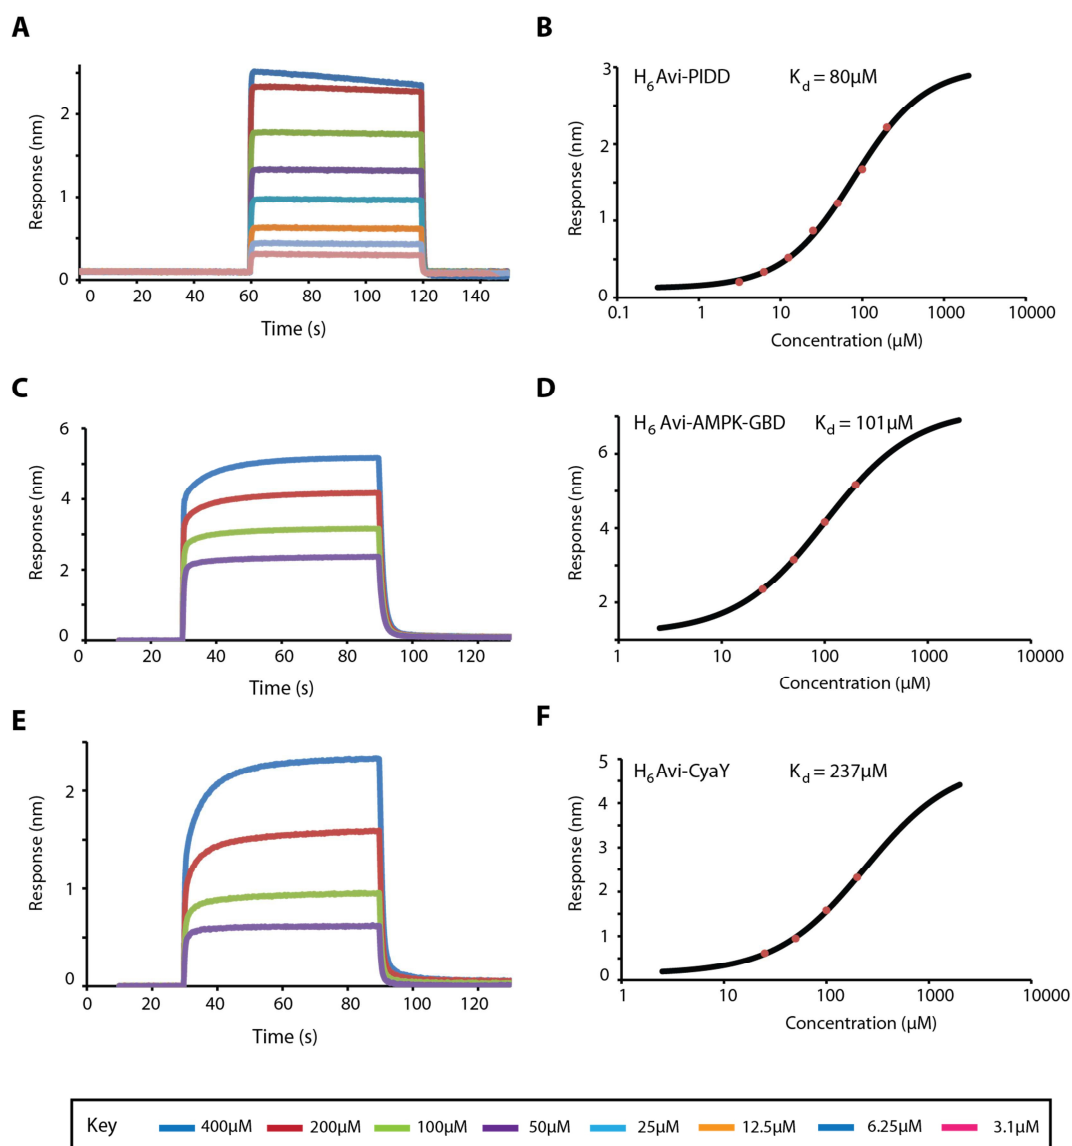 A
Response (nm)
2
1
0
0 20 40 60 80 100 120 140
Time (s)
B
H6Avi-PIDD Kd = 80µM
Response (nm)
3
2
1
0
0.1 1 10 100 1000 10000
Concentration (µM)
C
Response (nm)
6
4
2
0
0 20 40 60 80 100 120
Time (s)
D
H6 Avi-AMPK-GBD Kd = 101µM
Response (nm)
6
4
2
1 10 100 1000 10000
Concentration (µM)
E
Response (nm)
2
1
0
0 20 40 60 80 100 120
Time (s)
F
H6Avi-CyaY Kd = 237µM
Response (nm)
5
4
3
2
1
0
1 10 100 1000 10000
Concentration (µM)
Key 400µM 200µM 100µM 50µM 25µM 12.5µM 6.25µM 3.1µM